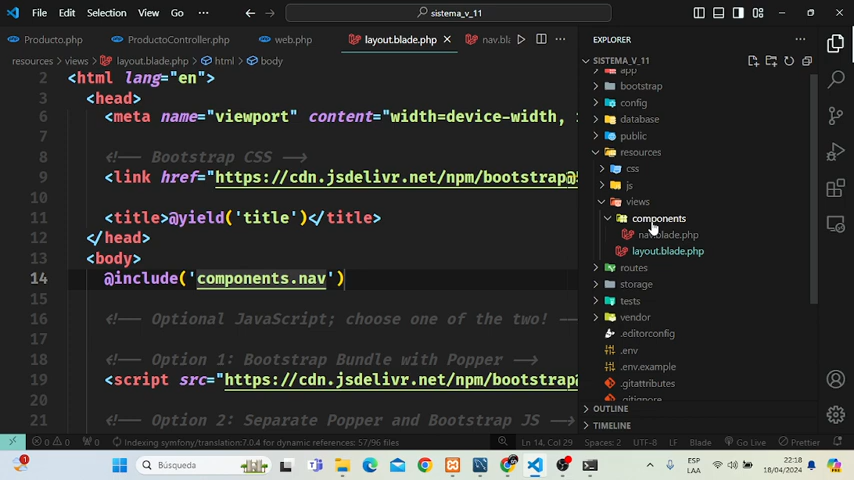 File Edit Selection View Go ··· sistema_v_11
Producto.php ProductoController.php web.php layout.blade.php nav.bla
resources > views > layout.blade.php > html > body
2 <html lang="en">
3 <head>
6 <meta name="viewport" content="width=device-width,
7
8 <!-- Bootstrap CSS -->
9 <link href="https://cdn.jsdelivr.net/npm/bootstrap@5
10
11 <title>@yield('title')</title>
12 </head>
13 <body>
14 @include('components.nav')
15
16 <!-- Optional JavaScript; choose one of the two! --
17
18 <!-- Option 1: Bootstrap Bundle with Popper -->
19 <script src="https://cdn.jsdelivr.net/npm/bootstrap@
20
21 <!-- Option 2: Separate Popper and Bootstrap JS -->
EXPLORER
SISTEMA_V_11
app
bootstrap
config
database
public
resources
css
js
views
components
nav.blade.php
layout.blade.php
routes
storage
tests
vendor
.editorconfig
.env
.env.example
.gitattributes
.gitignore
OUTLINE
TIMELINE
0 0 0 Indexing symfony/translation:7.0.4 for dynamic references: 57/96 files Ln 14, Col 29 Spaces: 2 UTF-8 LF Blade Go Live Prettier
Búsqueda ESP LAA 22:18 18/04/2024